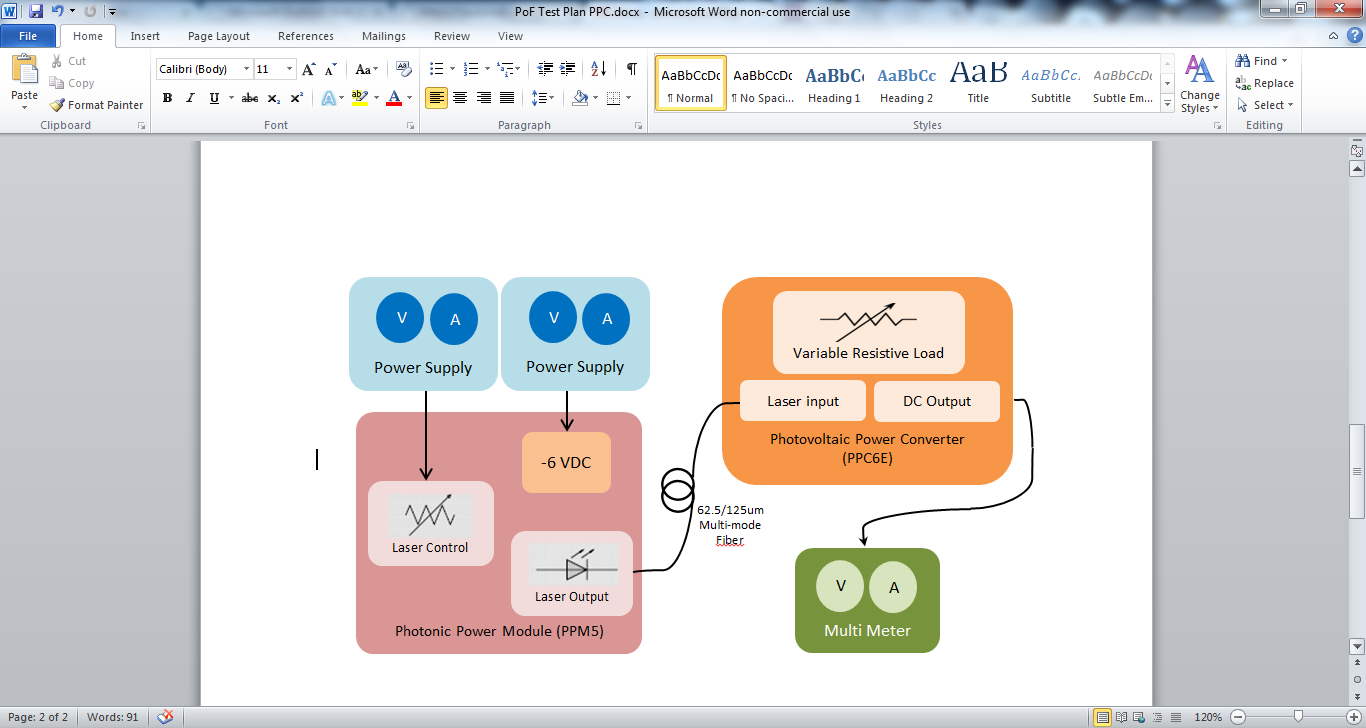 PoF Test Plan PPC.docx - Microsoft Word non-commercial use
File Home Insert Page Layout References Mailings Review View
Paste
Cut
Copy
Format Painter
Clipboard
Calibri (Body) 11
Font
Paragraph
AaBbCcDc AaBbCcDc AaBbCc AaBbCc AaB AaBbCc. AaBbCcDc
¶ Normal ¶ No Spaci... Heading 1 Heading 2 Title Subtitle Subtle Em...
Change
Styles
Styles
Find
Replace
Select
Editing
V A
Power Supply
V A
Power Supply
-6 VDC
Laser Control
Laser Output
Photonic Power Module (PPM5)
62.5/125um
Multi-mode
Fiber
Variable Resistive Load
Laser input
DC Output
Photovoltaic Power Converter
(PPC6E)
V A
Multi Meter
Page: 2 of 2 Words: 91 120%